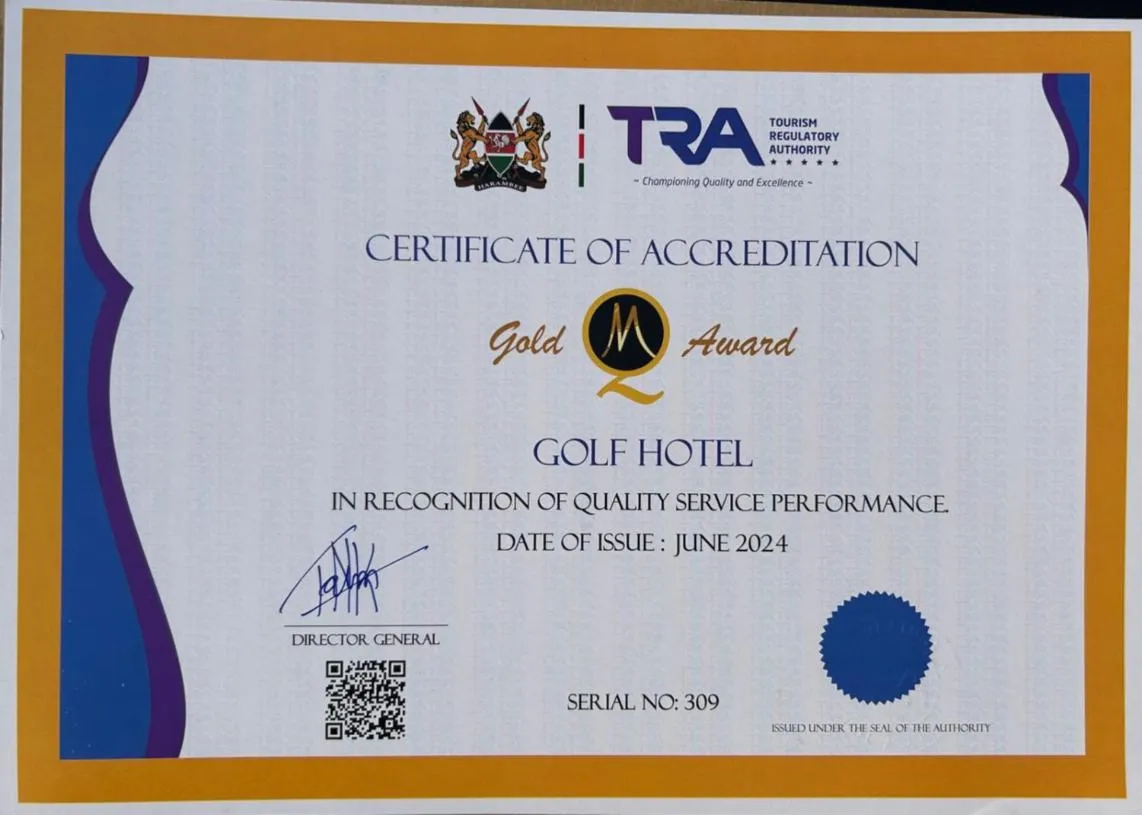 HARAMBEE
TRA
TOURISM
REGULATORY
AUTHORITY
~ Championing Quality and Excellence ~
CERTIFICATE OF ACCREDITATION
Gold MQ Award
GOLF HOTEL
IN RECOGNITION OF QUALITY SERVICE PERFORMANCE.
DATE OF ISSUE : JUNE 2024
DIRECTOR GENERAL
SERIAL NO: 309
ISSUED UNDER THE SEAL OF THE AUTHORITY